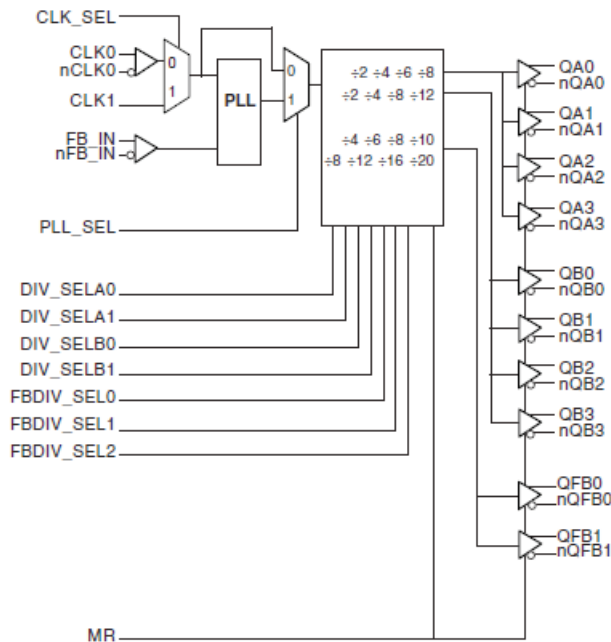 CLK_SEL
CLK0
nCLK0
CLK1
FB_IN
nFB_IN
PLL_SEL
0
1
PLL
0
1
÷2 ÷4 ÷6 ÷8
÷2 ÷4 ÷8 ÷12
÷4 ÷6 ÷8 ÷10
÷8 ÷12 ÷16 ÷20
DIV_SELA0
DIV_SELA1
DIV_SELB0
DIV_SELB1
FBDIV_SEL0
FBDIV_SEL1
FBDIV_SEL2
MR
QA0
nQA0
QA1
nQA1
QA2
nQA2
QA3
nQA3
QB0
nQB0
QB1
nQB1
QB2
nQB2
QB3
nQB3
QFB0
nQFB0
QFB1
nQFB1